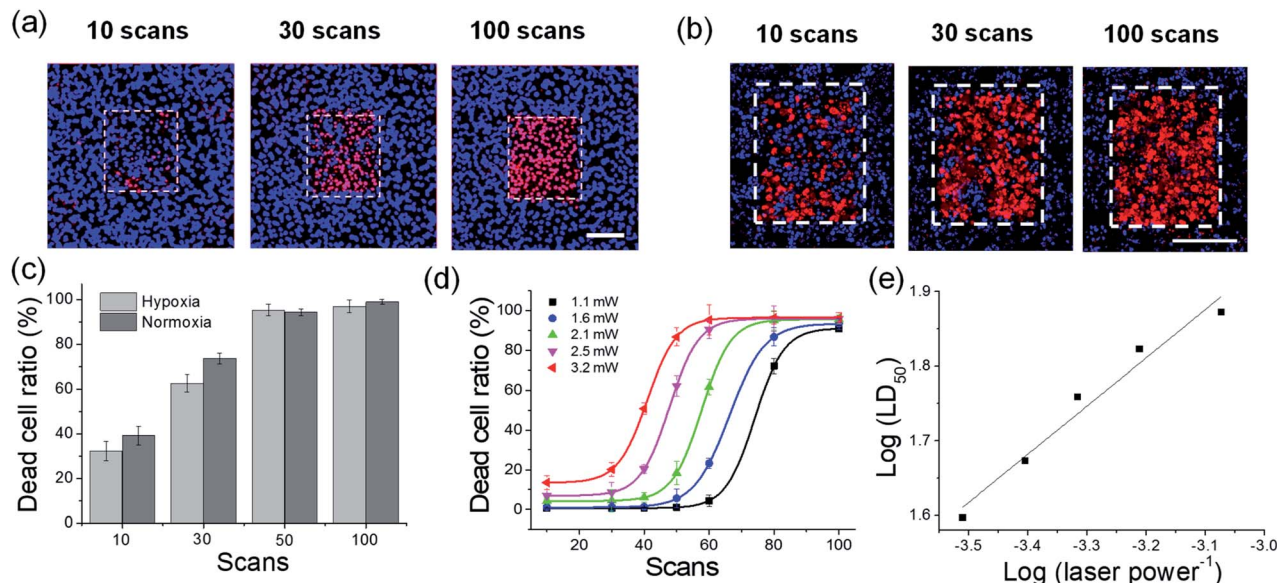 (a)
10 scans 30 scans 100 scans
(b)
10 scans 30 scans 100 scans
(c)
Dead cell ratio (%)
100
80
60
40
20
0
Hypoxia
Normoxia
10 30 50 100
Scans
(d)
Dead cell ratio (%)
100
80
60
40
20
0
1.1 mW
1.6 mW
2.1 mW
2.5 mW
3.2 mW
20 40 60 80 100
Scans
(e)
Log (LD50)
1.9
1.8
1.7
1.6
-3.5 -3.4 -3.3 -3.2 -3.1 -3.0
Log (laser power-1)